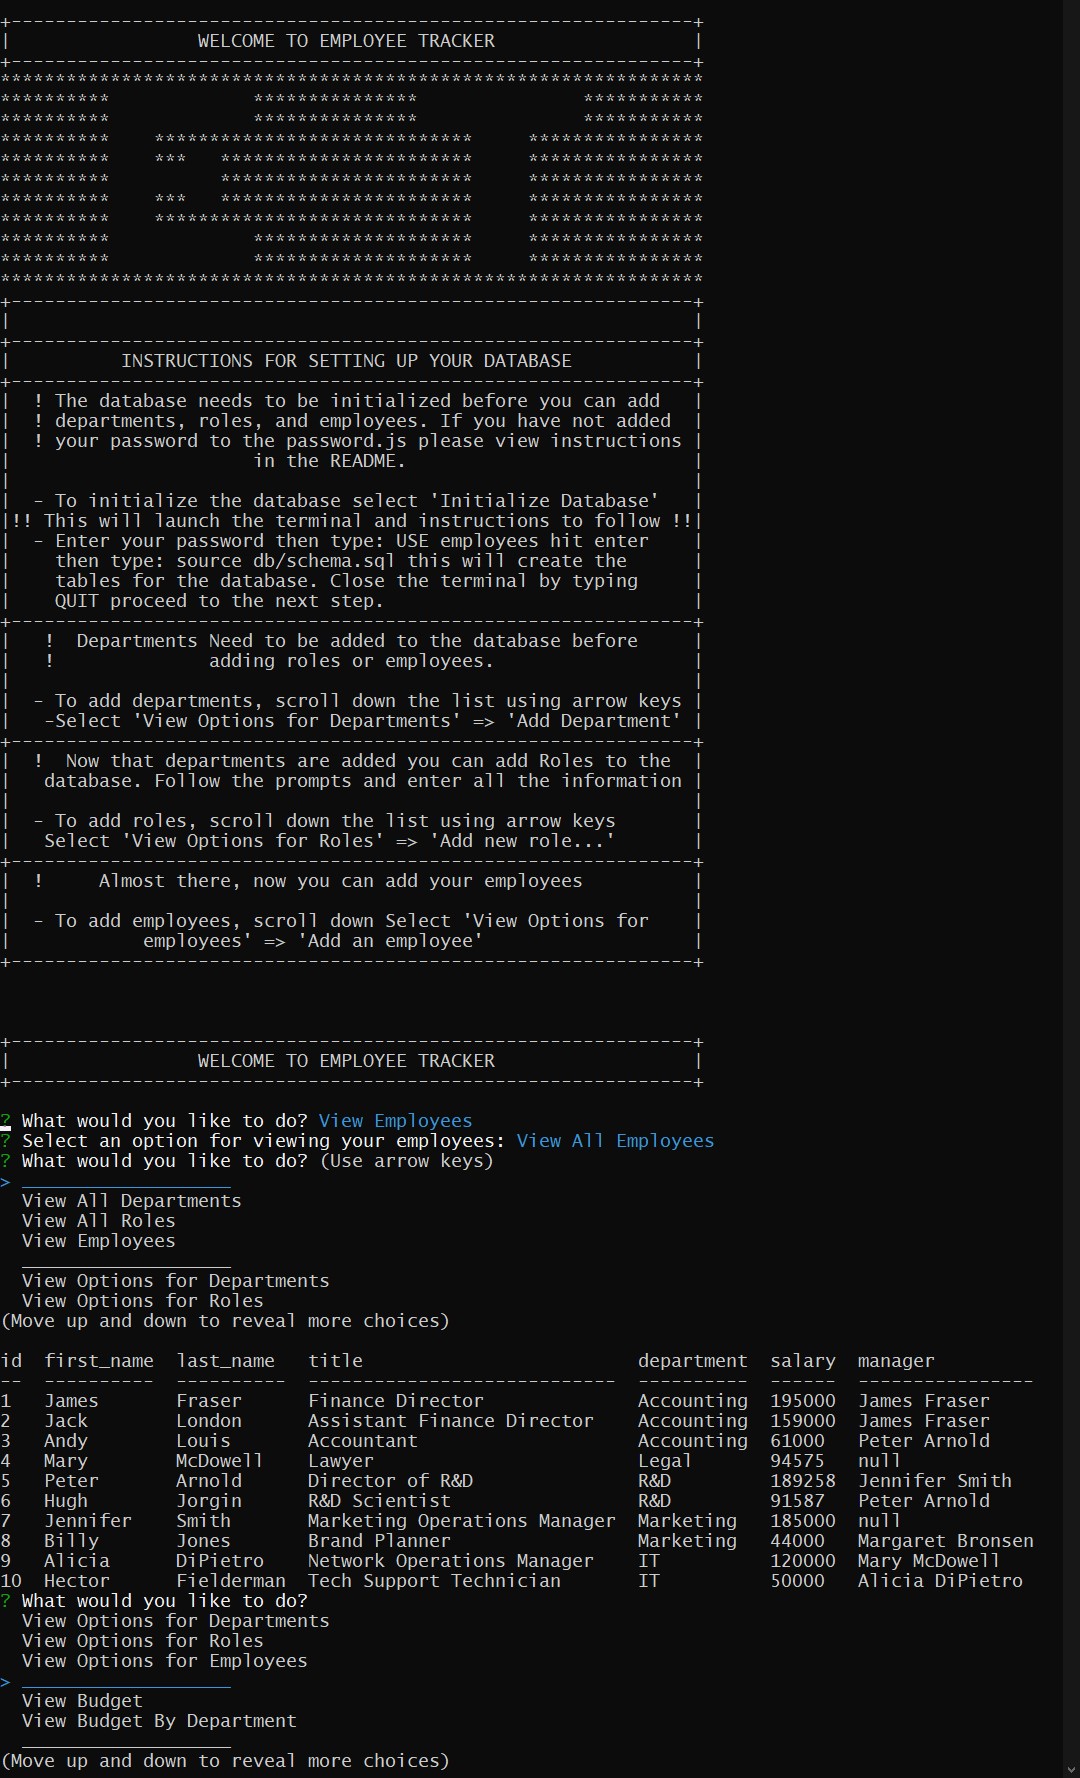 +--------------------------------------------------------------+
|                 WELCOME TO EMPLOYEE TRACKER                  |
+--------------------------------------------------------------+
****************************************************************
**********             ***************               ***********
**********             ***************               ***********
**********    *****************************     ****************
**********    ***   ***********************     ****************
**********          ***********************     ****************
**********    ***   ***********************     ****************
**********    *****************************     ****************
**********             ********************     ****************
**********             ********************     ****************
****************************************************************
+--------------------------------------------------------------+
|                                                              |
+--------------------------------------------------------------+
|          INSTRUCTIONS FOR SETTING UP YOUR DATABASE           |
+--------------------------------------------------------------+
|  ! The database needs to be initialized before you can add   |
|  ! departments, roles, and employees. If you have not added  |
|  ! your password to the password.js please view instructions |
|                      in the README.                          |
|                                                              |
|  - To initialize the database select 'Initialize Database'   |
|!! This will launch the terminal and instructions to follow !!|
|  - Enter your password then type: USE employees hit enter    |
|    then type: source db/schema.sql this will create the      |
|    tables for the database. Close the terminal by typing     |
|    QUIT proceed to the next step.                            |
+--------------------------------------------------------------+
|   !  Departments Need to be added to the database before     |
|   !              adding roles or employees.                  |
|                                                              |
|  - To add departments, scroll down the list using arrow keys |
|   -Select 'View Options for Departments' => 'Add Department' |
+--------------------------------------------------------------+
|  !  Now that departments are added you can add Roles to the  |
|   database. Follow the prompts and enter all the information |
|                                                              |
|  - To add roles, scroll down the list using arrow keys       |
|   Select 'View Options for Roles' => 'Add new role...'       |
+--------------------------------------------------------------+
|  !     Almost there, now you can add your employees          |
|                                                              |
|  - To add employees, scroll down Select 'View Options for    |
|            employees' => 'Add an employee'                   |
+--------------------------------------------------------------+
+--------------------------------------------------------------+
|                 WELCOME TO EMPLOYEE TRACKER                  |
+--------------------------------------------------------------+
? What would you like to do? View Employees
? Select an option for viewing your employees: View All Employees
? What would you like to do? (Use arrow keys)
> ___________________
  View All Departments
  View All Roles
  View Employees
  ___________________
  View Options for Departments
  View Options for Roles
(Move up and down to reveal more choices)
id  first_name  last_name   title                         department  salary  manager
--  ----------  ----------  ----------------------------  ----------  ------  ----------------
1   James       Fraser      Finance Director              Accounting  195000  James Fraser
2   Jack        London      Assistant Finance Director    Accounting  159000  James Fraser
3   Andy        Louis       Accountant                    Accounting  61000   Peter Arnold
4   Mary        McDowell    Lawyer                        Legal       94575   null
5   Peter       Arnold      Director of R&D               R&D         189258  Jennifer Smith
6   Hugh        Jorgin      R&D Scientist                 R&D         91587   Peter Arnold
7   Jennifer    Smith       Marketing Operations Manager  Marketing   185000  null
8   Billy       Jones       Brand Planner                 Marketing   44000   Margaret Bronsen
9   Alicia      DiPietro    Network Operations Manager    IT          120000  Mary McDowell
10  Hector      Fielderman  Tech Support Technician       IT          50000   Alicia DiPietro
? What would you like to do?
  View Options for Departments
  View Options for Roles
  View Options for Employees
> ___________________
  View Budget
  View Budget By Department
  ___________________
(Move up and down to reveal more choices)